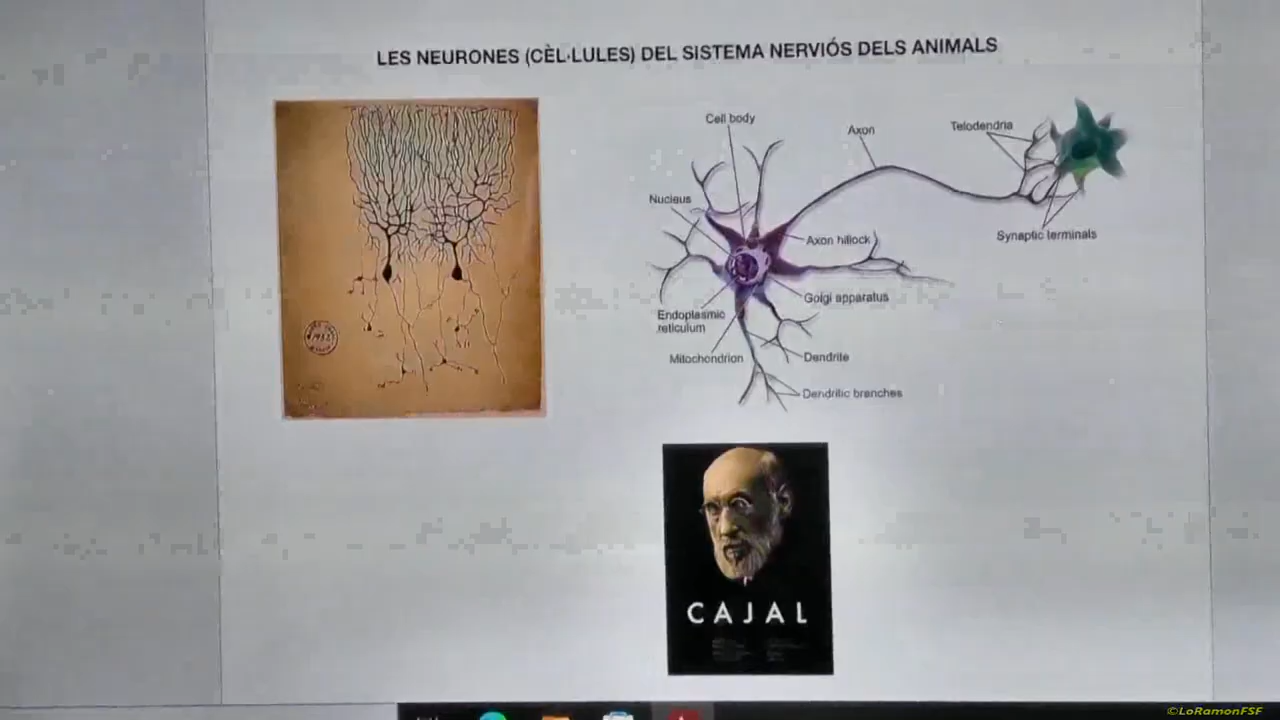 LES NEURONES (CÈL·LULES) DEL SISTEMA NERVIÓS DELS ANIMALS
Cell body
Axon
Telodendria
Nucleus
Synaptic terminals
Axon hillock
Golgi apparatus
Endoplasmic
reticulum
Mitochondrion
Dendrite
Dendritic branches
CAJAL
©LoRamonFSF